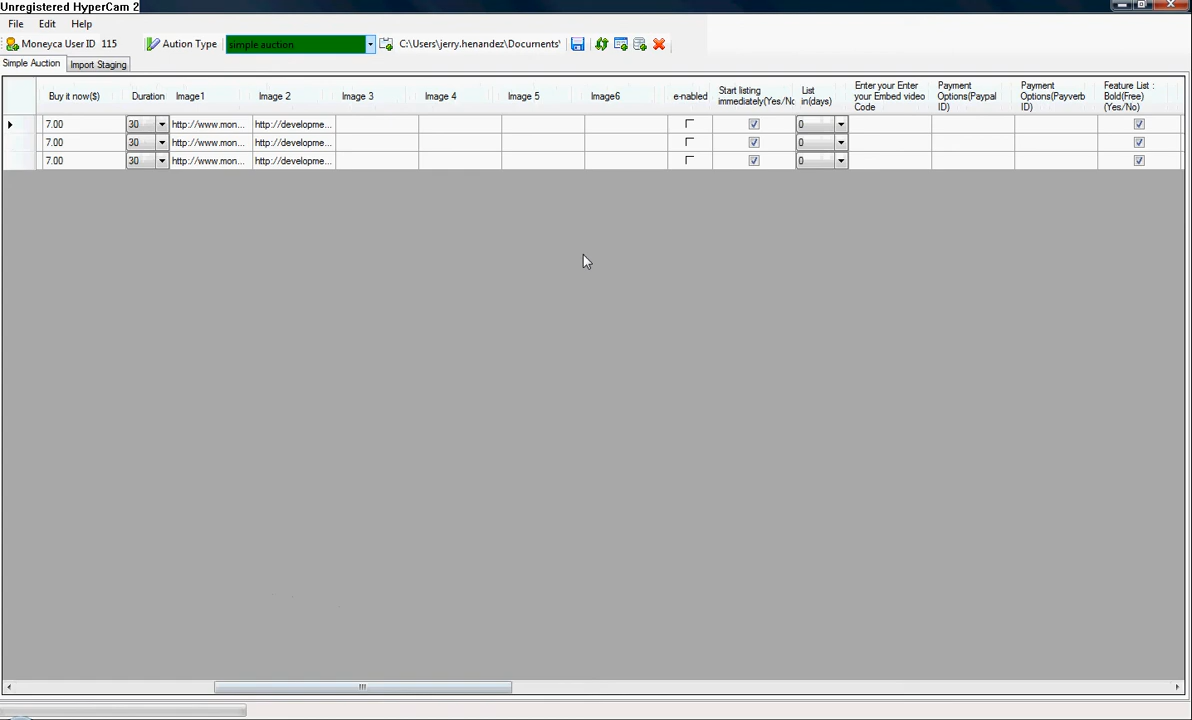 Unregistered HyperCam 2
File Edit Help
Moneyca User ID 115 Aution Type simple auction C:\Users\jerry.henandez\Documents'
Simple Auction Import Staging
Buy it now($) Duration Image1 Image 2 Image 3 Image 4 Image 5 Image6 e-nabled Start listing immediately(Yes/Nc List in(days) Enter your Enter your Embed video Code Payment Options(Paypal ID) Payment Options(Payverb ID) Feature List : Bold(Free) (Yes/No)
7.00 30 http://www.mon... http://developme... 0
7.00 30 http://www.mon... http://developme... 0
7.00 30 http://www.mon... http://developme... 0